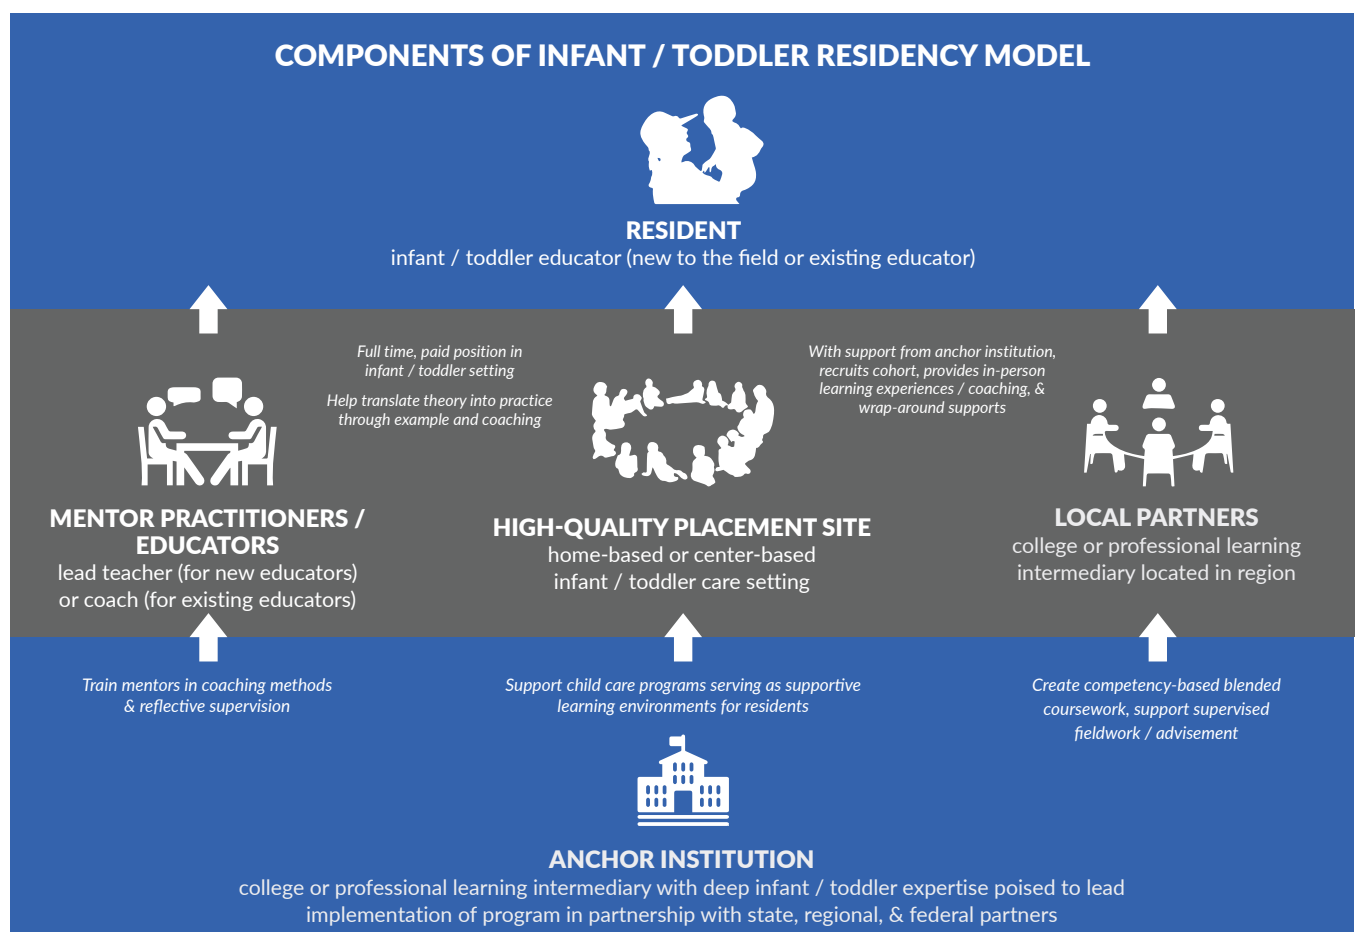 COMPONENTS OF INFANT / TODDLER RESIDENCY MODEL
RESIDENT
infant / toddler educator (new to the field or existing educator)
Full time, paid position in
infant / toddler setting
Help translate theory into practice
through example and coaching
With support from anchor institution,
recruits cohort, provides in-person
learning experiences / coaching, &
wrap-around supports
MENTOR PRACTITIONERS /
EDUCATORS
lead teacher (for new educators)
or coach (for existing educators)
HIGH-QUALITY PLACEMENT SITE
home-based or center-based
infant / toddler care setting
LOCAL PARTNERS
college or professional learning
intermediary located in region
Train mentors in coaching methods
& reflective supervision
Support child care programs serving as supportive
learning environments for residents
Create competency-based blended
coursework, support supervised
fieldwork / advisement
ANCHOR INSTITUTION
college or professional learning intermediary with deep infant / toddler expertise poised to lead
implementation of program in partnership with state, regional, & federal partners